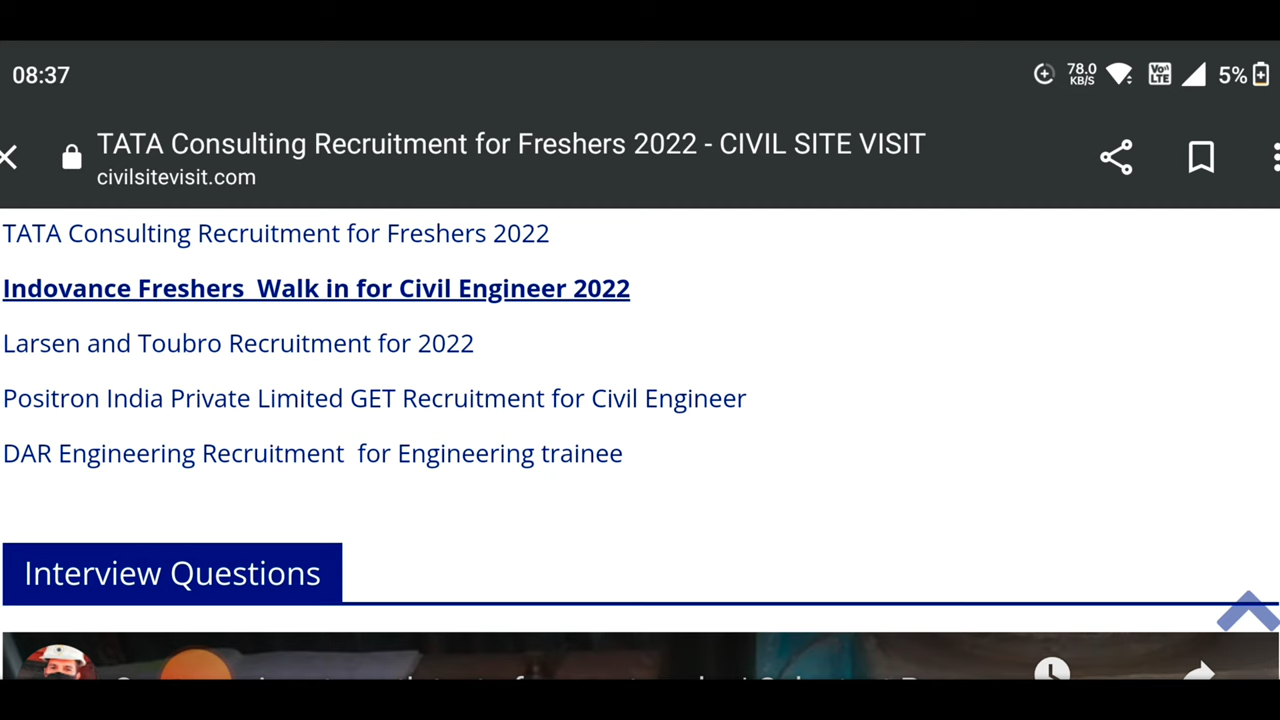 08:37
78.0
KB/S
Vo))
LTE
5%
TATA Consulting Recruitment for Freshers 2022 - CIVIL SITE VISIT
civilsitevisit.com
TATA Consulting Recruitment for Freshers 2022
Indovance Freshers  Walk in for Civil Engineer 2022
Larsen and Toubro Recruitment for 2022
Positron India Private Limited GET Recruitment for Civil Engineer
DAR Engineering Recruitment  for Engineering trainee
Interview Questions